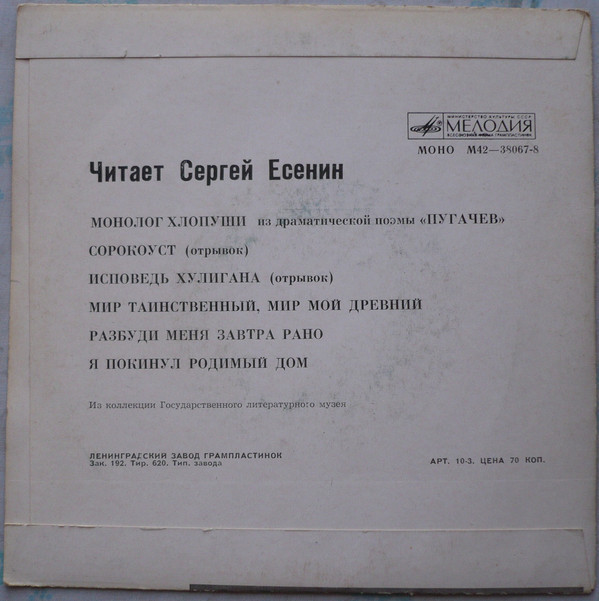 МИНИСТЕРСТВО КУЛЬТУРЫ СССР
МЕЛОДИЯ
ВСЕСОЮЗНАЯ ФИРМА ГРАМПЛАСТИНОК
МОНО М42—38067-8
Читает Сергей Есенин
МОНОЛОГ ХЛОПУШИ из драматической поэмы «ПУГАЧЕВ»
СОРОКОУСТ (отрывок)
ИСПОВЕДЬ ХУЛИГАНА (отрывок)
МИР ТАИНСТВЕННЫЙ, МИР МОЙ ДРЕВНИЙ
РАЗБУДИ МЕНЯ ЗАВТРА РАНО
Я ПОКИНУЛ РОДИМЫЙ ДОМ
Из коллекции Государственного литературного музея
ЛЕНИНГРАДСКИЙ ЗАВОД ГРАМПЛАСТИНОК
Зак. 192. Тир. 620. Тип. завода
АРТ. 10-3. ЦЕНА 70 КОП.